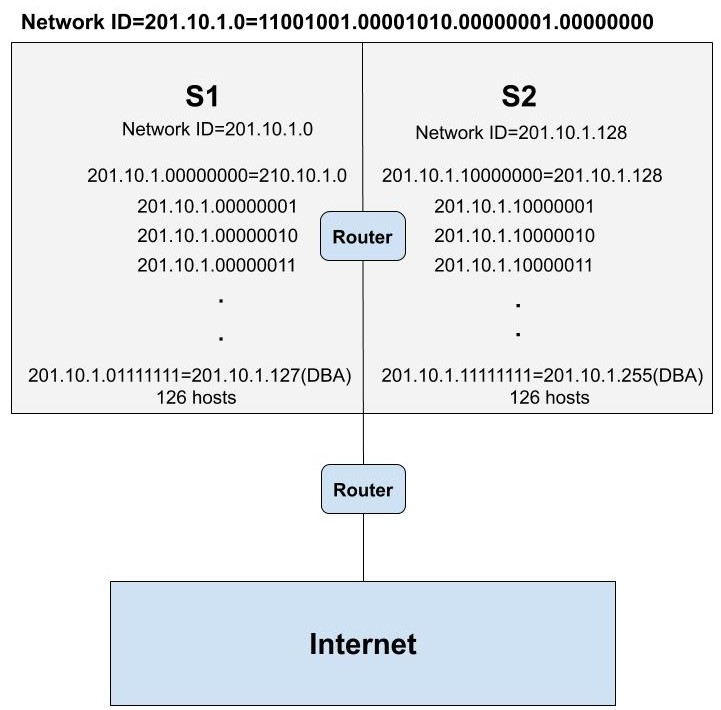 Network ID=201.10.1.0=11001001.00001010.00000001.00000000
S1
Network ID=201.10.1.0
201.10.1.00000000=210.10.1.0
201.10.1.00000001
201.10.1.00000010
201.10.1.00000011
.
.
201.10.1.01111111=201.10.1.127(DBA)
126 hosts
S2
Network ID=201.10.1.128
201.10.1.10000000=201.10.1.128
201.10.1.10000001
201.10.1.10000010
201.10.1.10000011
.
.
201.10.1.11111111=201.10.1.255(DBA)
126 hosts
Router
Router
Internet